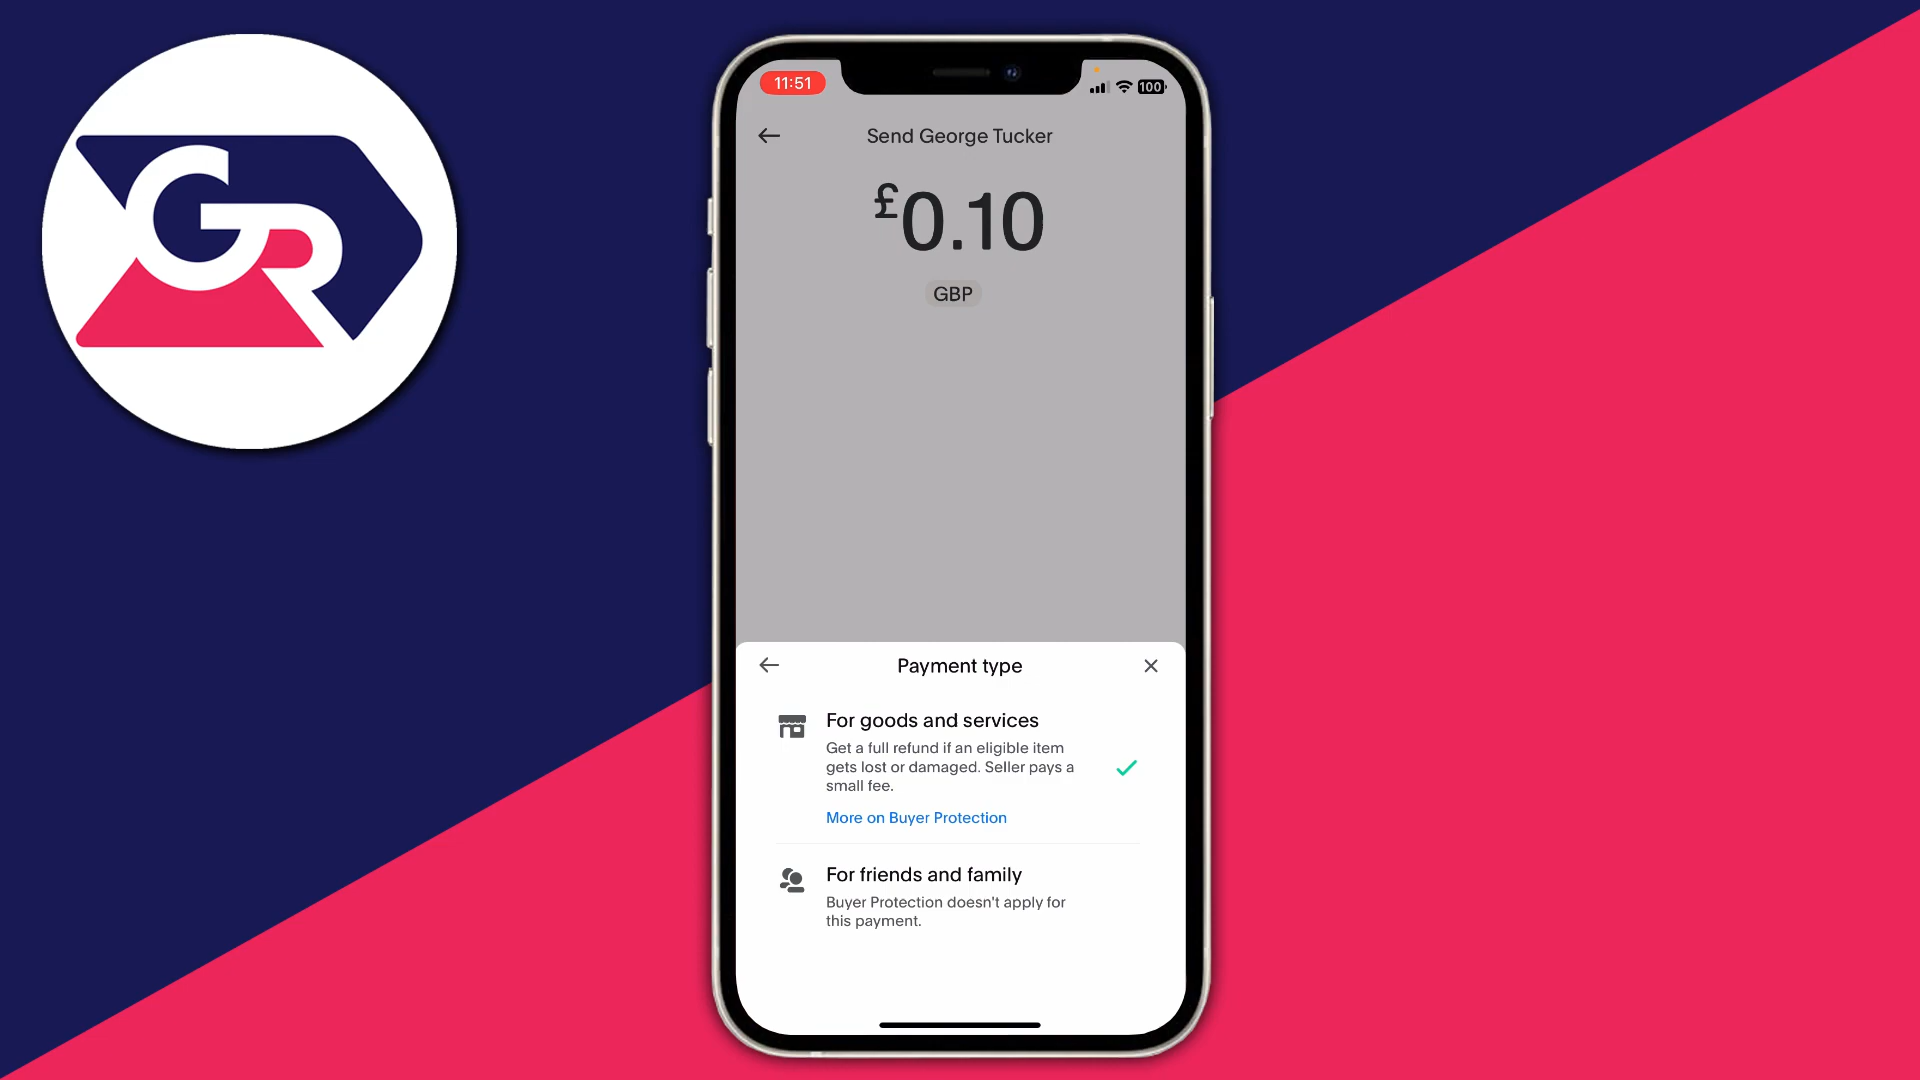 GR
11:51
100
Send George Tucker
£0.10
GBP
Payment type
For goods and services
Get a full refund if an eligible item
gets lost or damaged. Seller pays a
small fee.
More on Buyer Protection
For friends and family
Buyer Protection doesn't apply for
this payment.